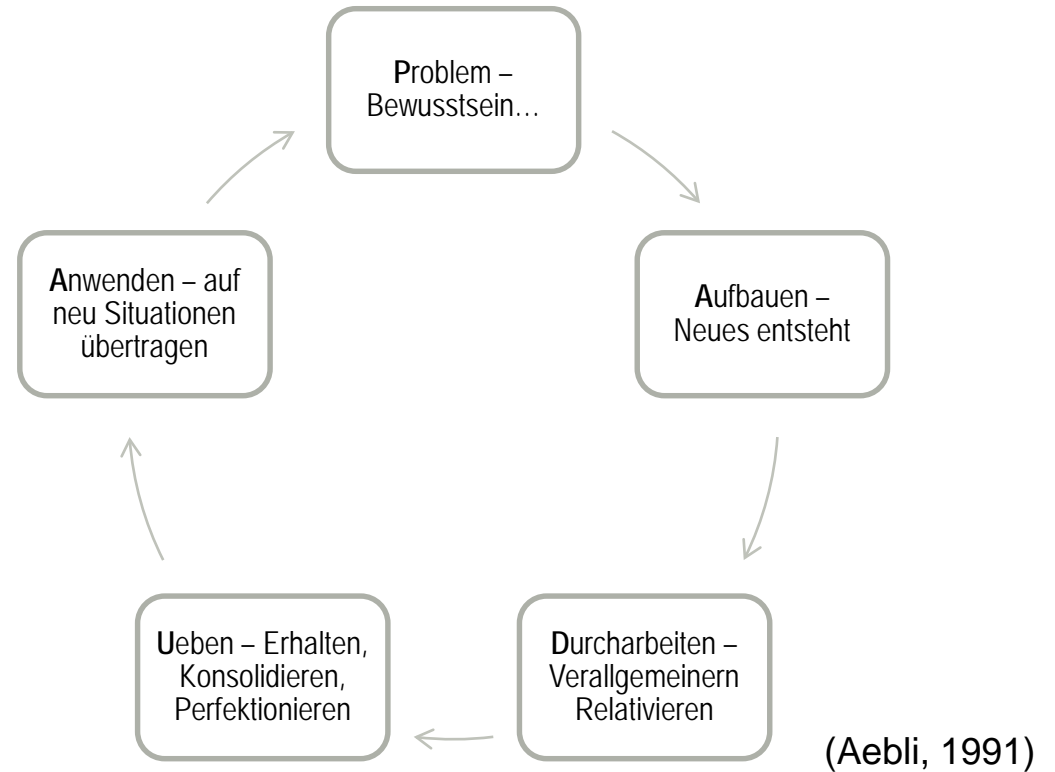 Problem –
Bewusstsein…
Aufbauen –
Neues entsteht
Durcharbeiten –
Verallgemeinern
Relativieren
Ueben – Erhalten,
Konsolidieren,
Perfektionieren
Anwenden – auf
neu Situationen
übertragen
(Aebli, 1991)